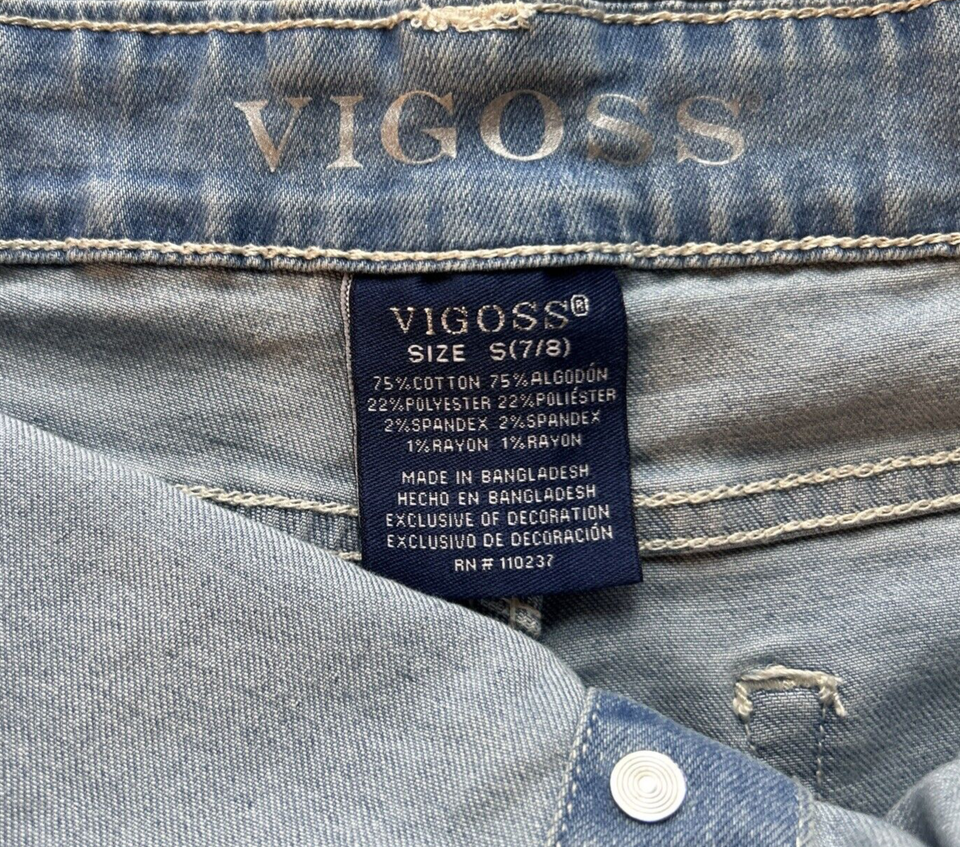 VIGOSS
VIGOSS®
SIZE S(7/8)
75%COTTON 75%ALGODÓN
22%POLYESTER 22%POLIÉSTER
2%SPANDEX 2%SPANDEX
1%RAYON 1%RAYON
MADE IN BANGLADESH
HECHO EN BANGLADESH
EXCLUSIVE OF DECORATION
EXCLUSIVO DE DECORACIÓN
RN # 110237